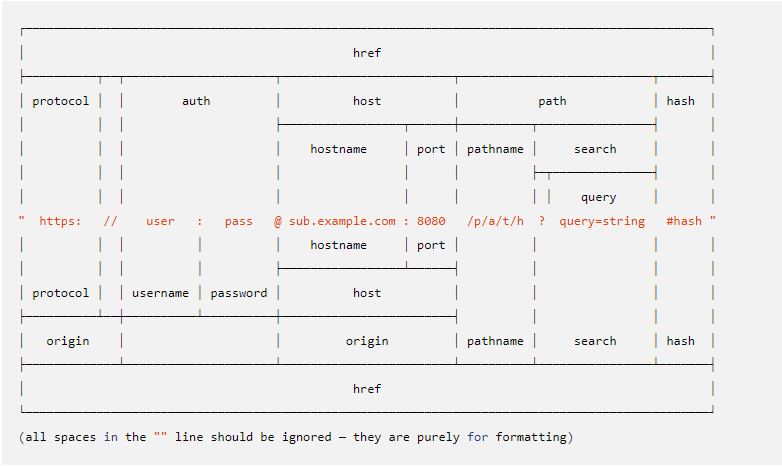 href
protocol auth host path hash
hostname port pathname search
query
" https: // user : pass @ sub.example.com : 8080 /p/a/t/h ? query=string #hash "
hostname port
protocol username password host
origin origin pathname search hash
href
(all spaces in the "" line should be ignored — they are purely for formatting)